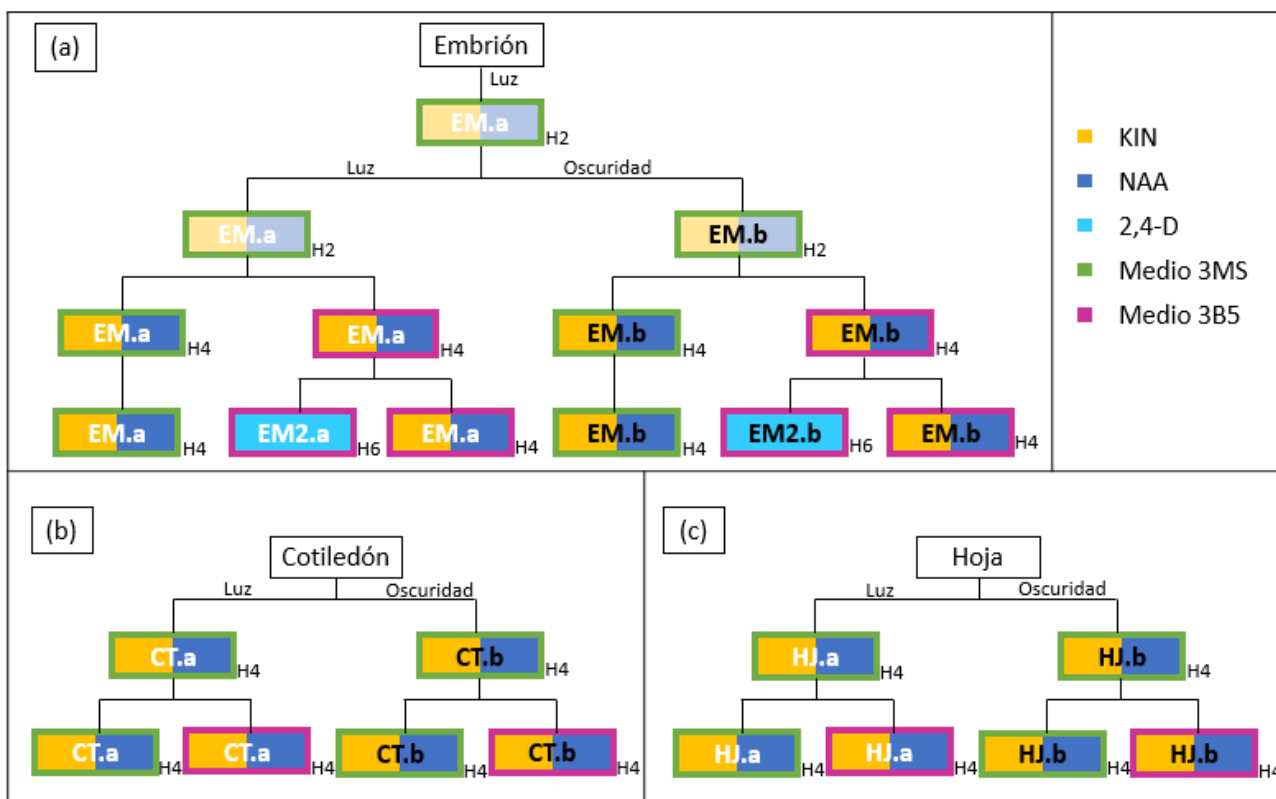 (a)
Embrión
Luz
EM.a
H2
Luz
Oscuridad
EM.a
H2
EM.b
H2
EM.a
H4
EM.a
H4
EM.b
H4
EM.b
H4
EM.a
H4
EM2.a
H6
EM.a
H4
EM.b
H4
EM2.b
H6
EM.b
H4
KIN
NAA
2,4-D
Medio 3MS
Medio 3B5
(b)
Cotiledón
Luz
Oscuridad
CT.a
H4
CT.b
H4
CT.a
H4
CT.a
H4
CT.b
H4
CT.b
H4
(c)
Hoja
Luz
Oscuridad
HJ.a
H4
HJ.b
H4
HJ.a
H4
HJ.a
H4
HJ.b
H4
HJ.b
H4